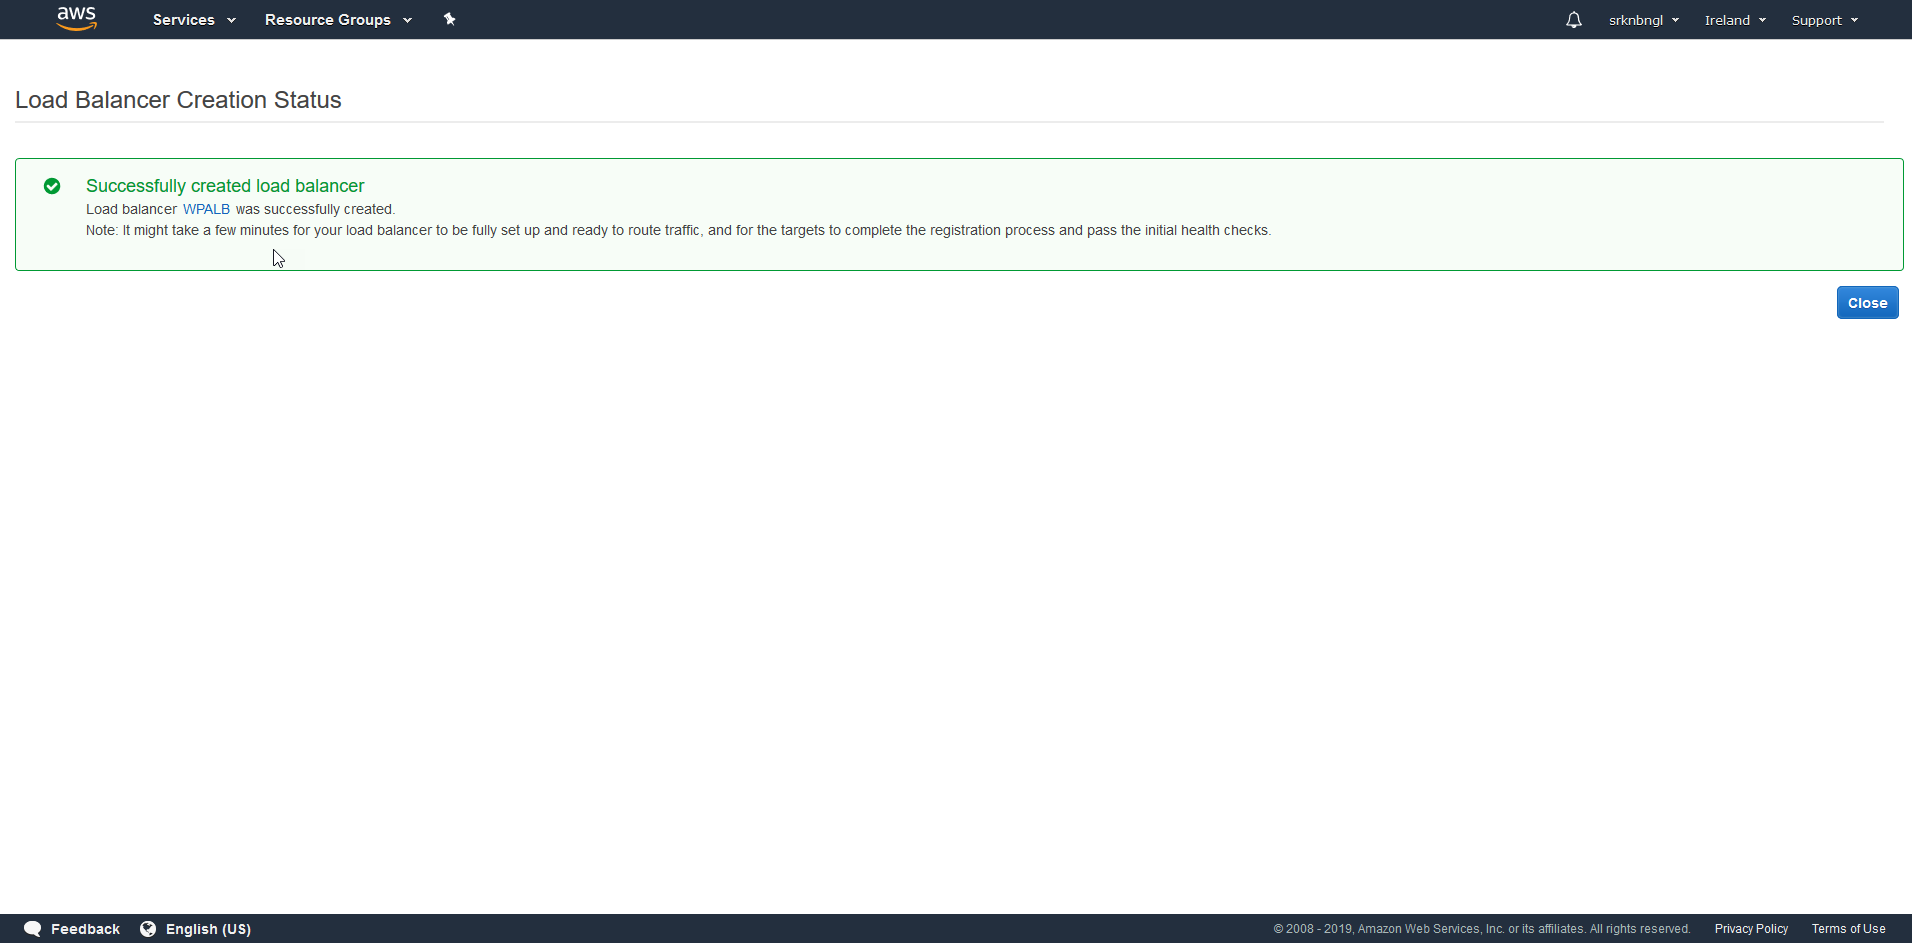 aws Services Resource Groups srknbngl Ireland Support
Load Balancer Creation Status
Successfully created load balancer
Load balancer WPALB was successfully created.
Note: It might take a few minutes for your load balancer to be fully set up and ready to route traffic, and for the targets to complete the registration process and pass the initial health checks.
Close
Feedback English (US) © 2008 - 2019, Amazon Web Services, Inc. or its affiliates. All rights reserved. Privacy Policy Terms of Use